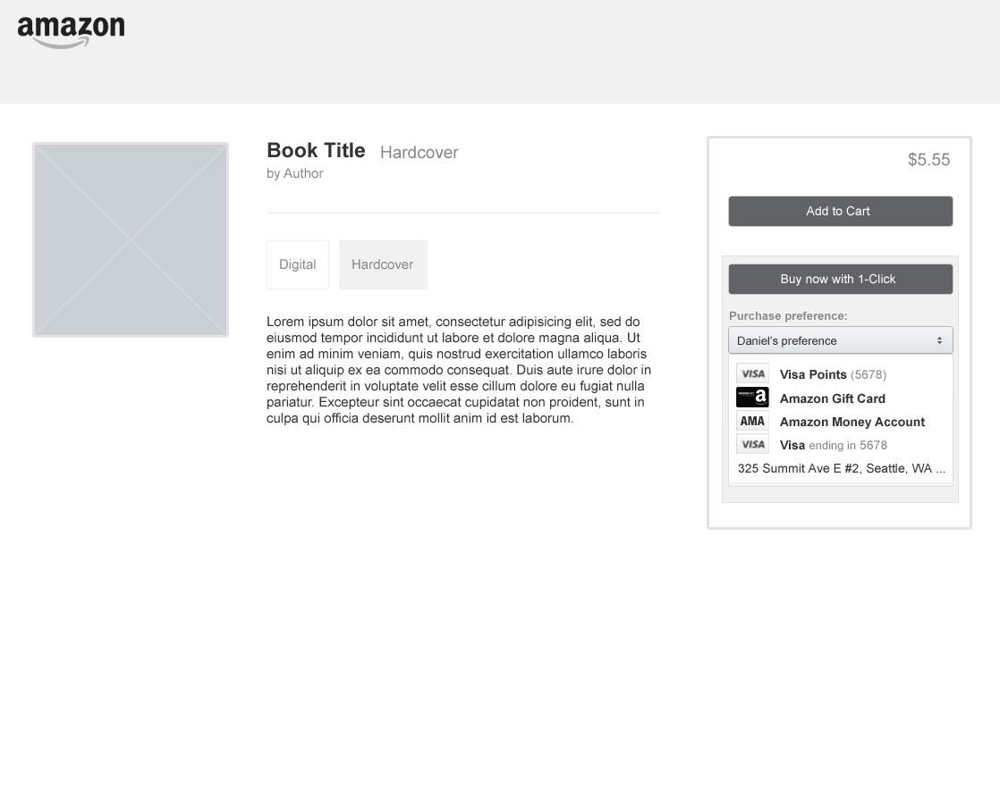 amazon
Book Title Hardcover
by Author
Digital Hardcover
Lorem ipsum dolor sit amet, consectetur adipisicing elit, sed do
eiusmod tempor incididunt ut labore et dolore magna aliqua. Ut
enim ad minim veniam, quis nostrud exercitation ullamco laboris
nisi ut aliquip ex ea commodo consequat. Duis aute irure dolor in
reprehenderit in voluptate velit esse cillum dolore eu fugiat nulla
pariatur. Excepteur sint occaecat cupidatat non proident, sunt in
culpa qui officia deserunt mollit anim id est laborum.
$5.55
Add to Cart
Buy now with 1-Click
Purchase preference:
Daniel's preference
VISA Visa Points (5678)
a Amazon Gift Card
AMA Amazon Money Account
VISA Visa ending in 5678
325 Summit Ave E #2, Seattle, WA ...